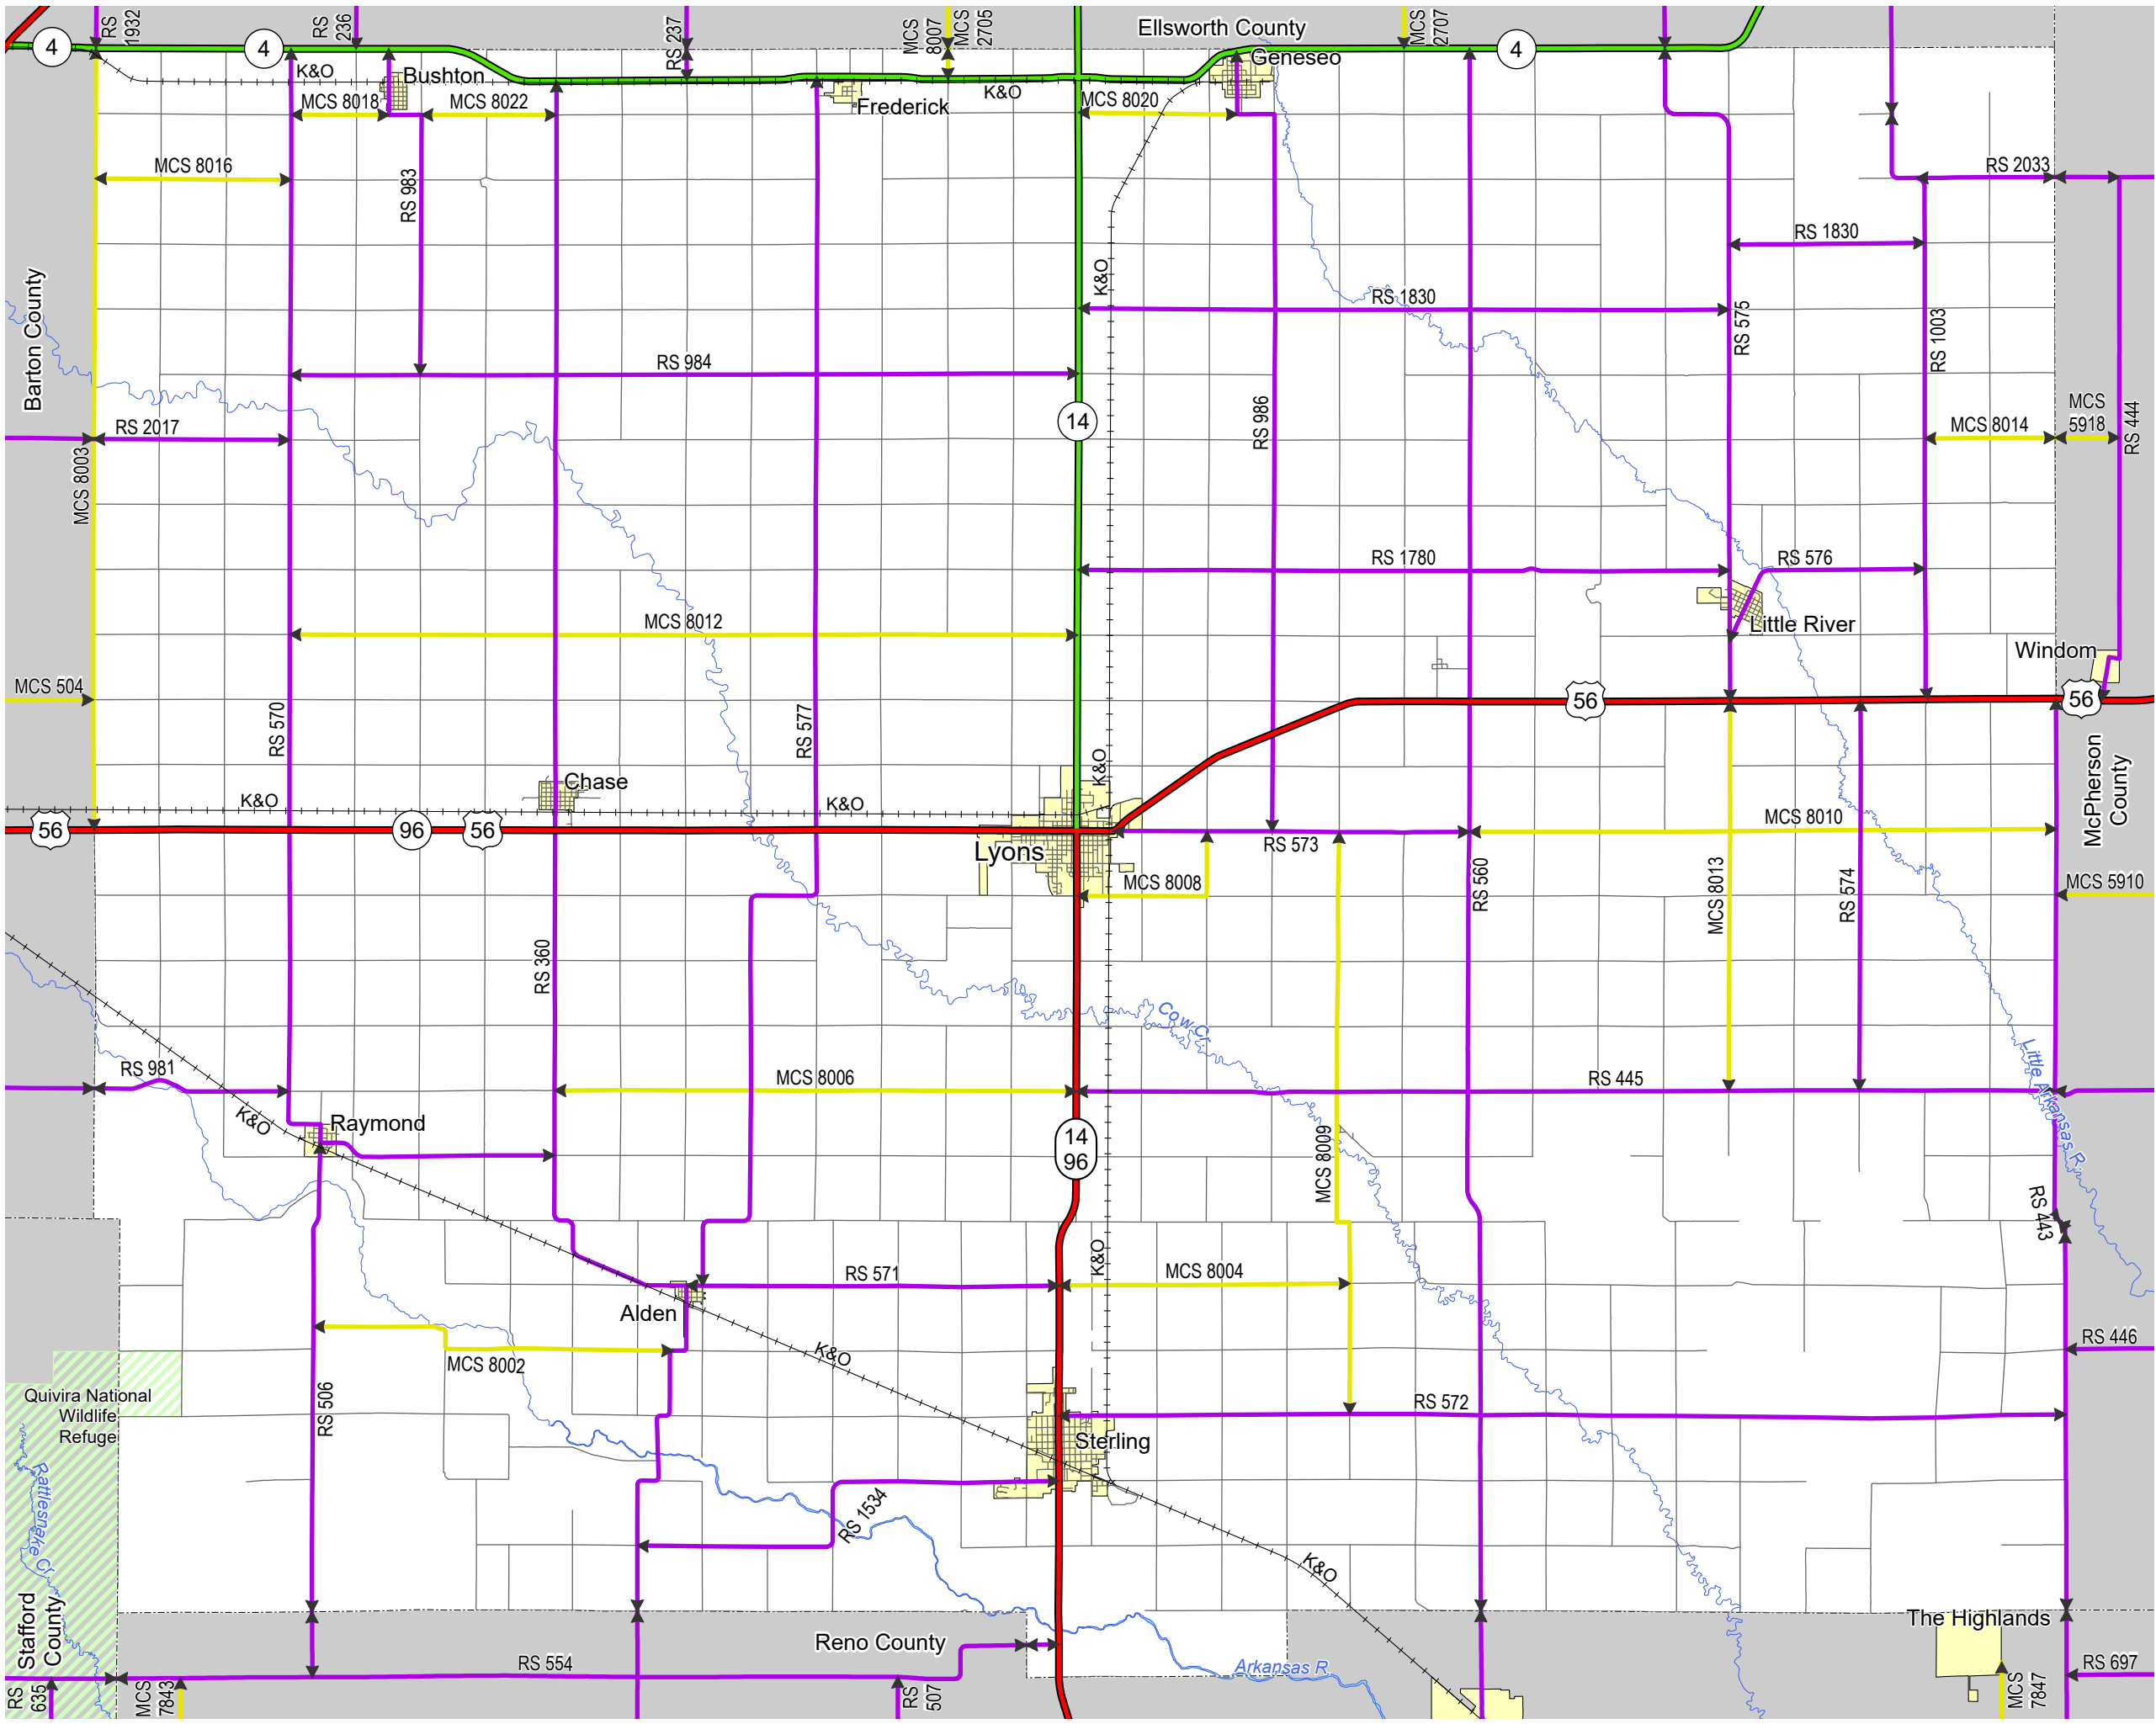 RS
1932
RS
236
RS 237
MCS
8007
MCS
2705
Ellsworth County
MCS
2707
4
4
4
K&O
Bushton
Geneseo
K&O
Frederick
MCS 8018
MCS 8022
MCS 8020
MCS 8016
RS 2033
RS 983
RS 1830
K&O
Barton County
RS 1830
RS 575
RS 1003
RS 984
14
RS 986
MCS
5918
RS 444
RS 2017
MCS 8014
MCS 8003
RS 1780
RS 576
MCS 8012
Little River
Windom
MCS 504
56
56
RS 570
RS 577
K&O
Chase
McPherson
County
K&O
K&O
56
96
56
MCS 8010
Lyons
RS 573
MCS 8008
RS 560
MCS 8013
RS 574
MCS 5910
RS 360
Cow Cr.
Little Arkansas R.
RS 981
MCS 8006
RS 445
K&O
Raymond
14
96
MCS 8009
RS 443
K&O
RS 571
MCS 8004
Alden
K&O
MCS 8002
RS 446
Quivira National
Wildlife
Refuge
RS 506
RS 572
Sterling
Rattlesnake Cr.
RS 1534
K&O
Stafford
County
Reno County
The Highlands
RS 554
Arkansas R.
RS 697
RS
635
MCS
7843
RS
507
MCS
7847